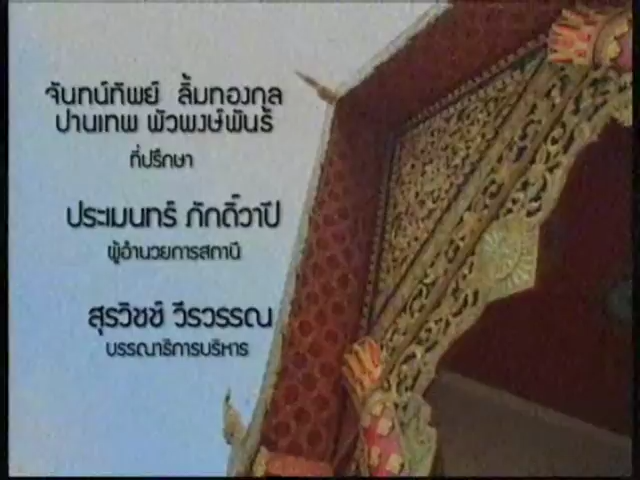 จันทน์ทิพย์ ลิ้มทองกุล
ปานเทพ พัวพงษ์พันธ์
ที่ปรึกษา
ประเมนทร์ ภักดิ์วาปี
ผู้อำนวยการสถานี
สุรวิชช์ วีรวรรณ
บรรณาธิการบริหาร